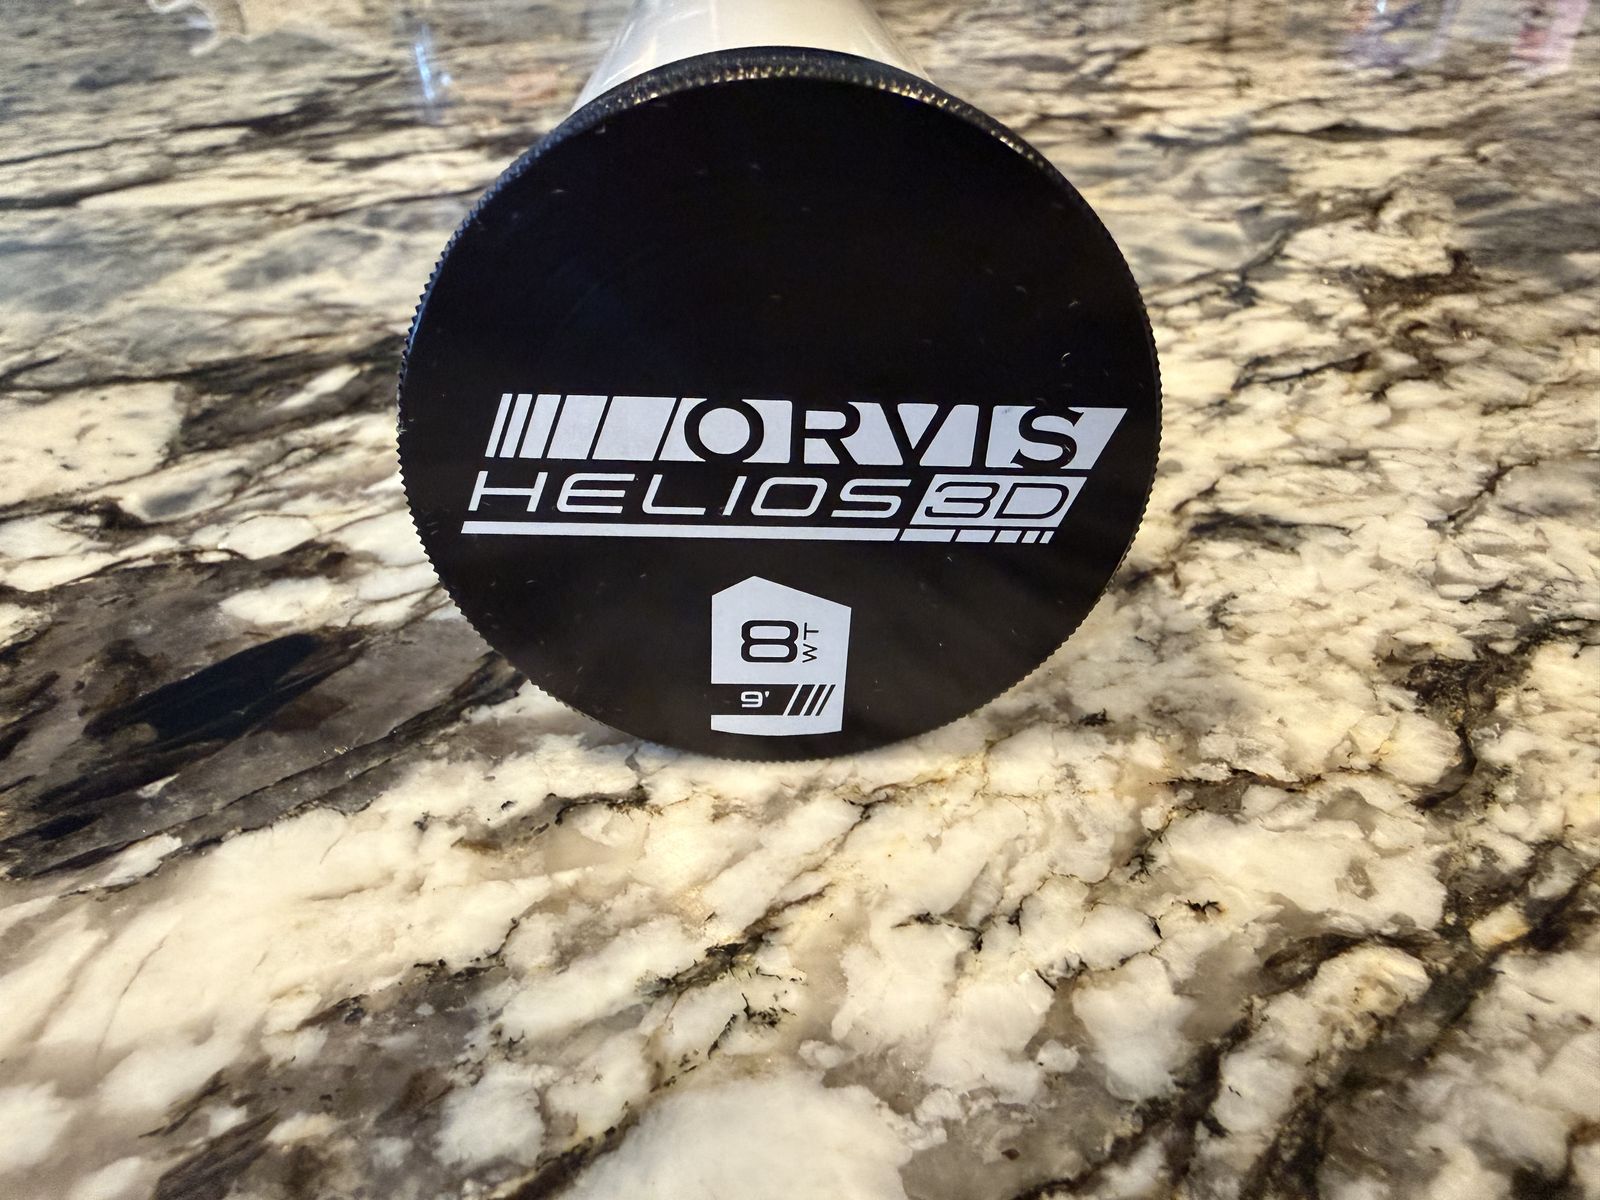 ORVIS
HELIOS 3D
8 WT
9'